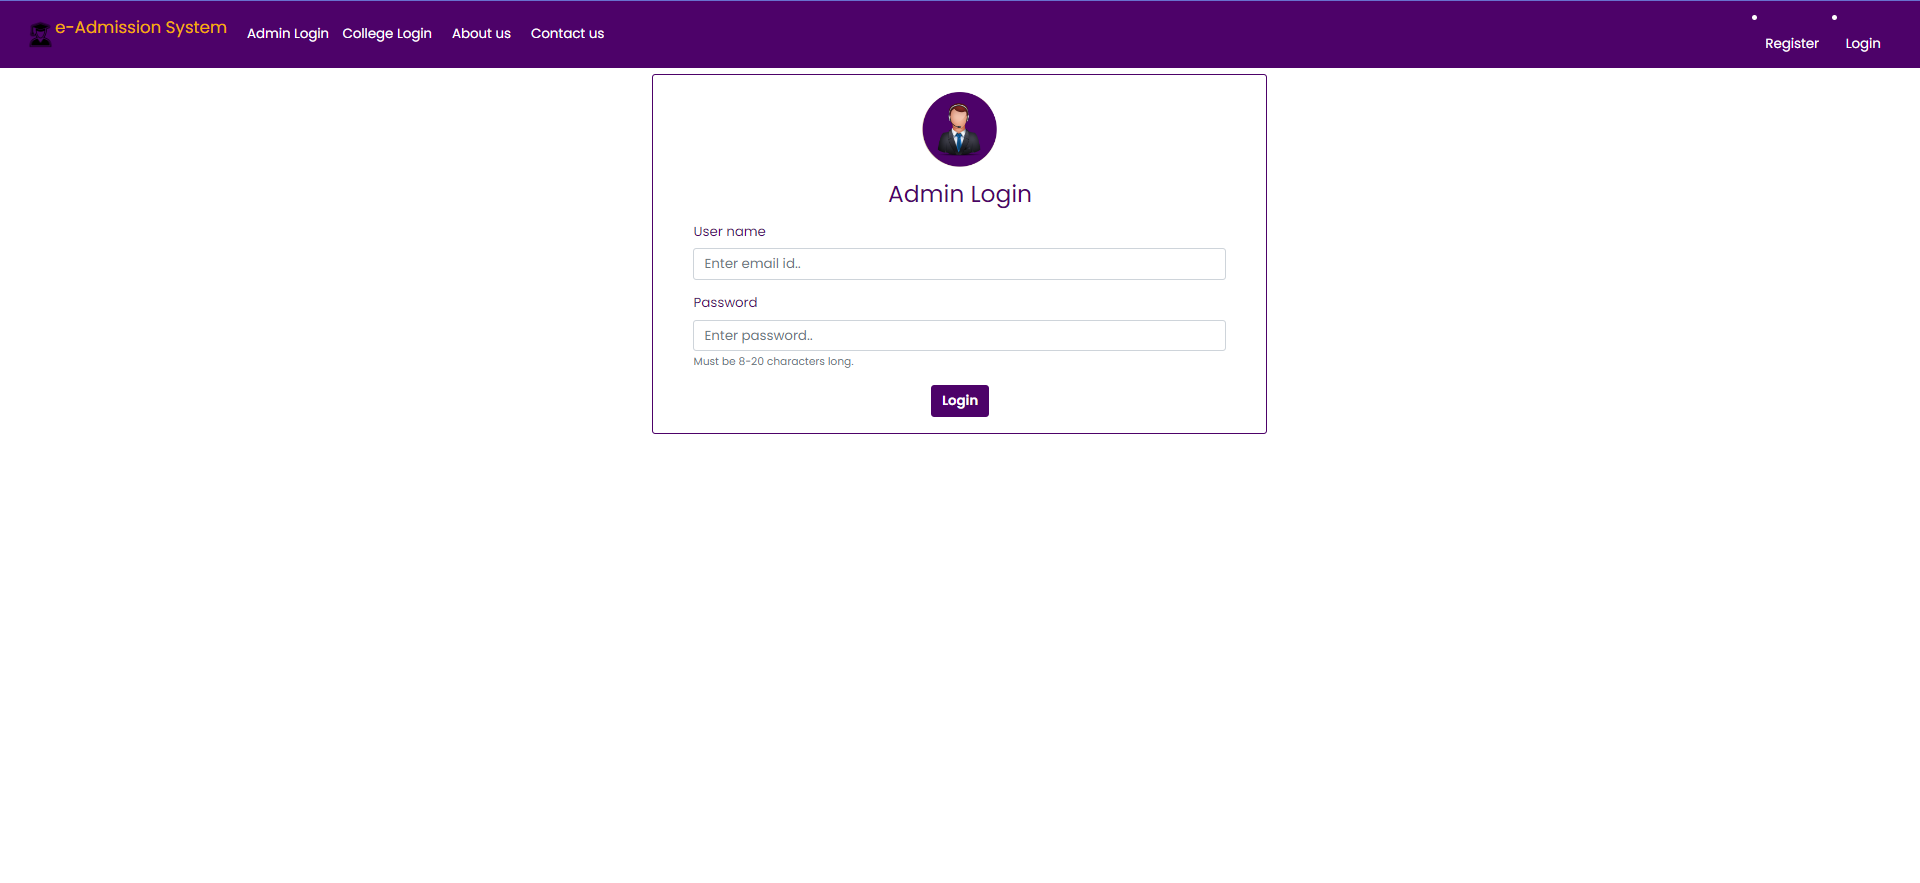 e-Admission System
Admin Login College Login About us Contact us
Register Login
Admin Login
User name
Enter email id..
Password
Enter password..
Must be 8-20 characters long.
Login